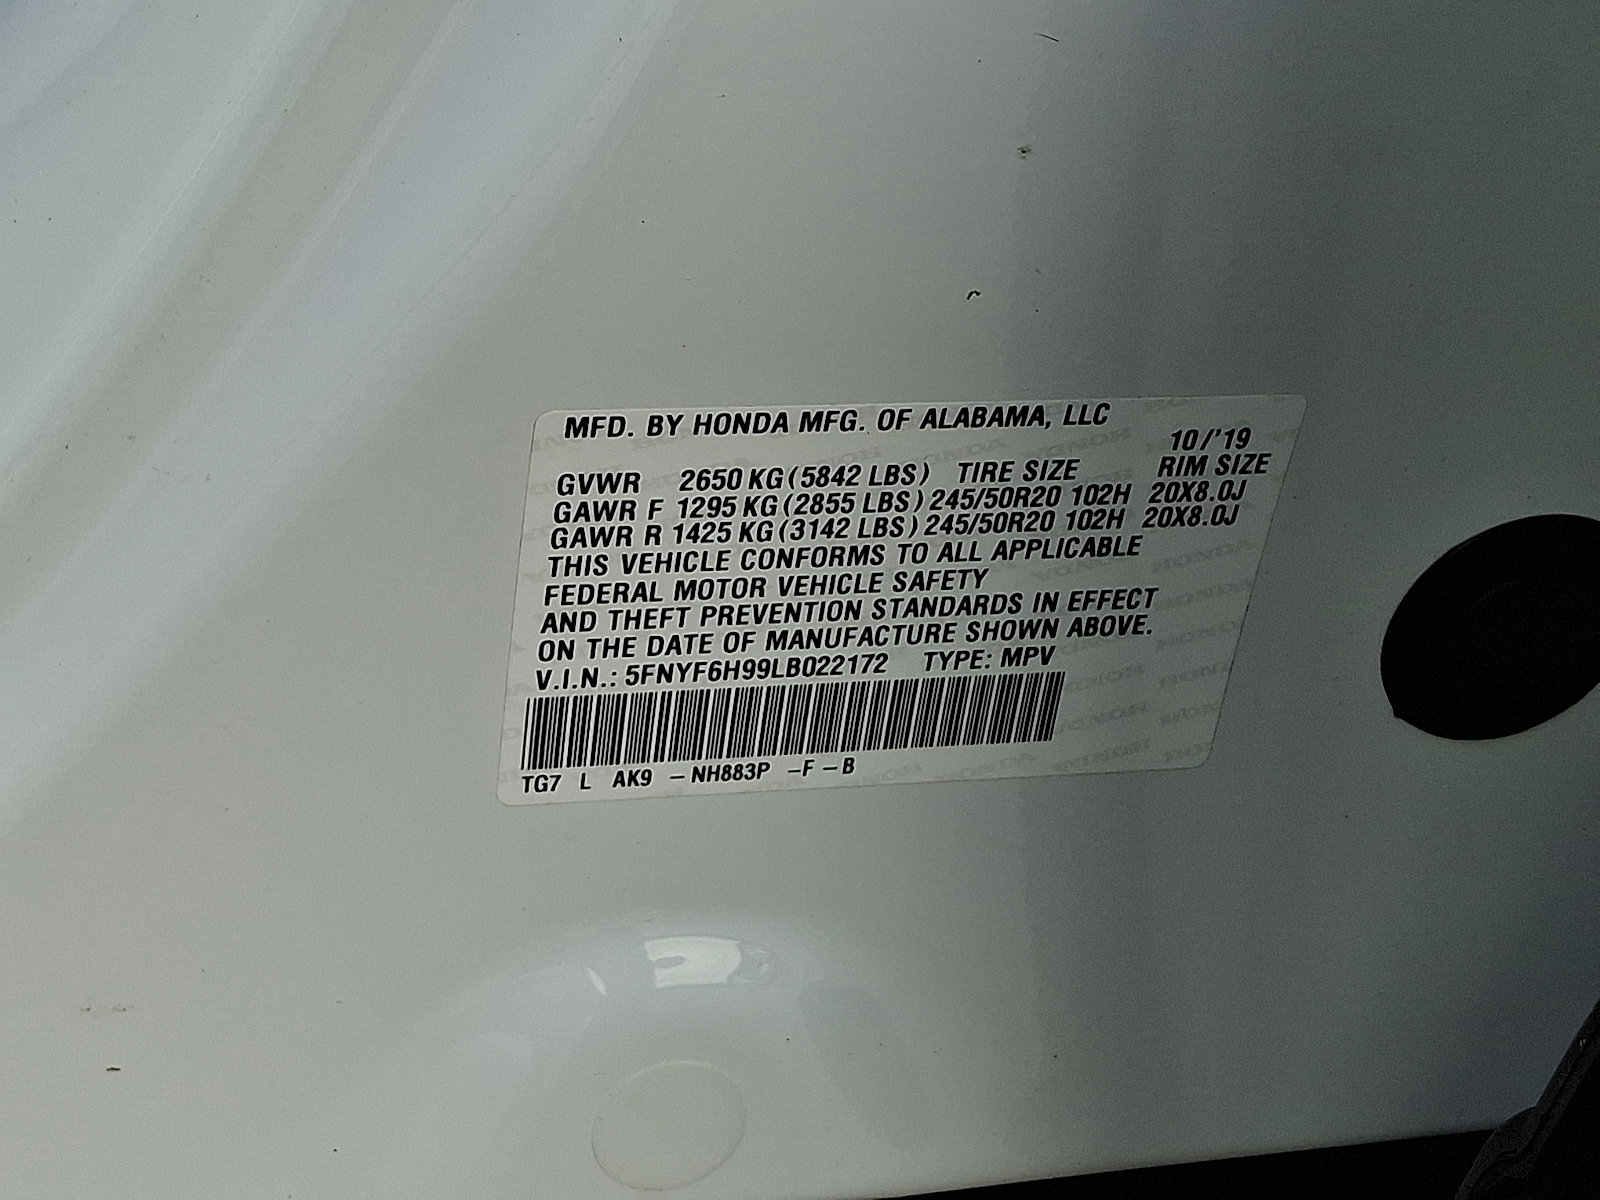 MFD. BY HONDA MFG. OF ALABAMA, LLC
10/'19
GVWR 2650 KG (5842 LBS) TIRE SIZE RIM SIZE
GAWR F 1295 KG (2855 LBS) 245/50R20 102H 20X8.0J
GAWR R 1425 KG (3142 LBS) 245/50R20 102H 20X8.0J
THIS VEHICLE CONFORMS TO ALL APPLICABLE
FEDERAL MOTOR VEHICLE SAFETY
AND THEFT PREVENTION STANDARDS IN EFFECT
ON THE DATE OF MANUFACTURE SHOWN ABOVE.
V.I.N.: 5FNYF6H99LB022172 TYPE: MPV
TG7 L AK9 -NH883P -F-B